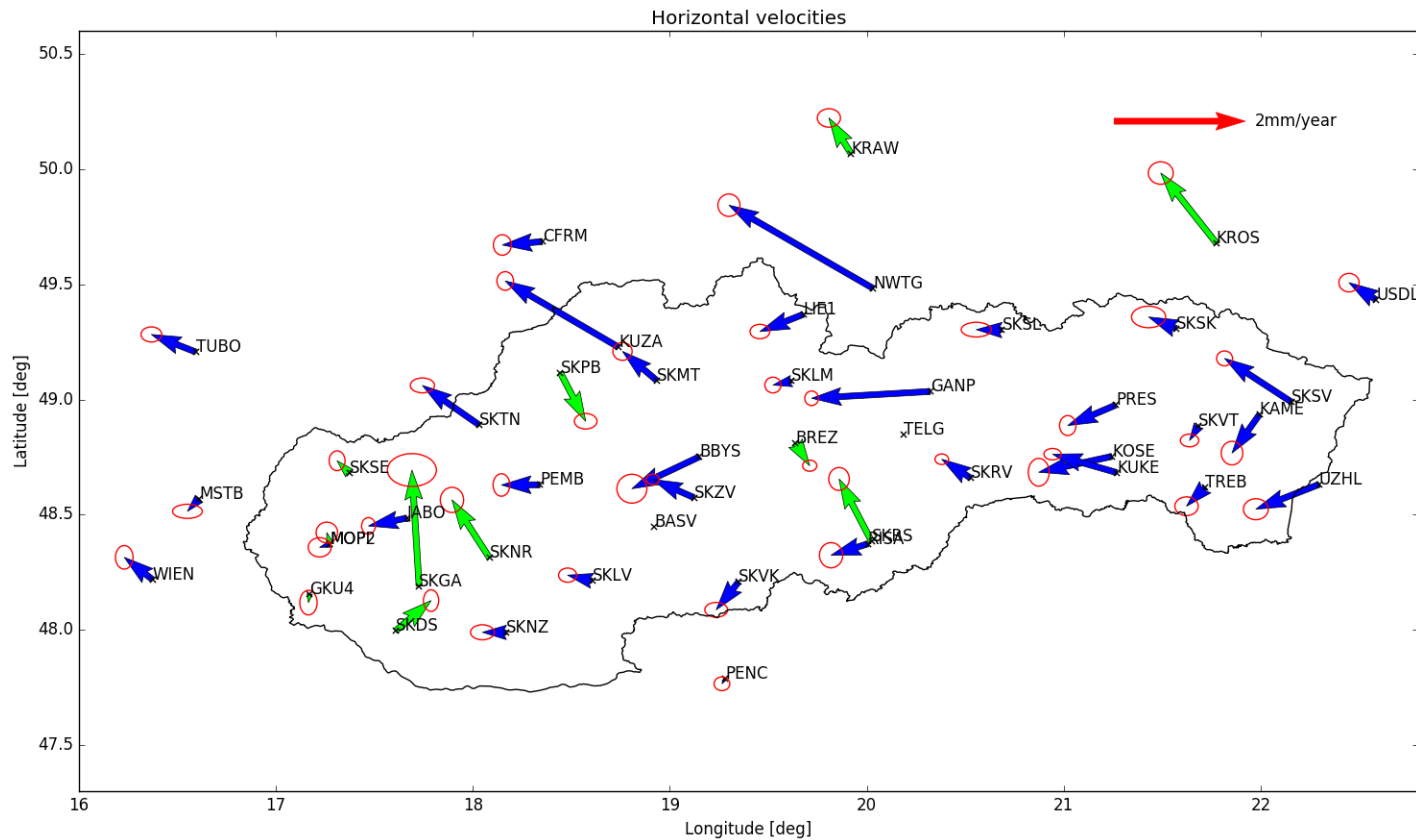 Horizontal velocities
50.5
2mm/year
KRAW
50.0
KROS
CFRM
NWTG
49.5
USDL
LIE1
SKSL
SKSK
TUBO
KUZA
SKPB
SKMT
SKLM
GANP
49.0
PRES
SKSV
KAME
SKTN
SKVT
BREZ
TELG
BBYS
KOSE
KUKE
SKSE
PEMB
SKRV
TREB
UZHL
MSTB
SKZV
48.5
JABO
BASV
SKNR
WIEN
SKGA
SKLV
SKVK
GKU4
48.0
SKDS
SKNZ
PENC
47.5
16
17
18
19
20
21
22
Latitude [deg]
Longitude [deg]